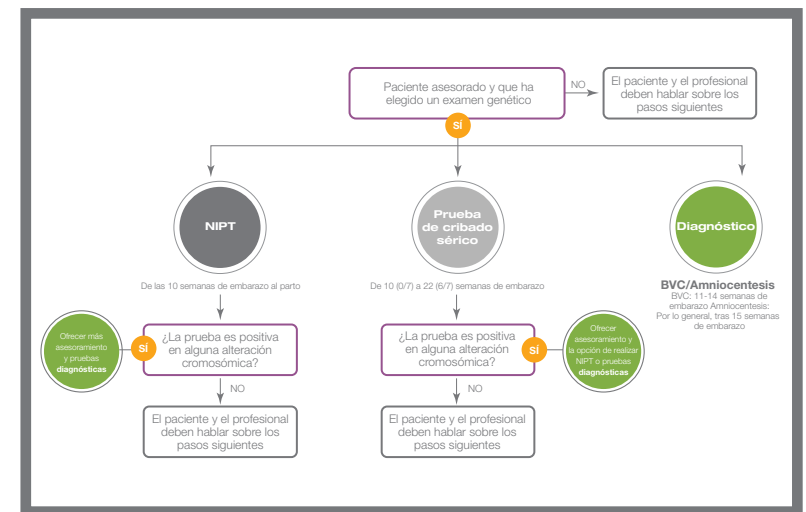 Paciente asesorado y que ha
elegido un examen genético
NO
El paciente y el profesional
deben hablar sobre los
pasos siguientes
SÍ
NIPT
Prueba
de cribado
sérico
Diagnóstico
De las 10 semanas de embarazo al parto
De 10 (0/7) a 22 (6/7) semanas de embarazo
BVC/Amniocentesis
BVC: 11-14 semanas de
embarazo Amniocentesis:
Por lo general, tras 15 semanas
de embarazo
Ofrecer más
asesoramiento
y pruebas
diagnósticas
SÍ
¿La prueba es positiva
en alguna alteración
cromosómica?
¿La prueba es positiva
en alguna alteración
cromosómica?
SÍ
Ofrecer
asesoramiento y
la opción de realizar
NIPT o pruebas
diagnósticas
NO
NO
El paciente y el profesional
deben hablar sobre los
pasos siguientes
El paciente y el profesional
deben hablar sobre los
pasos siguientes